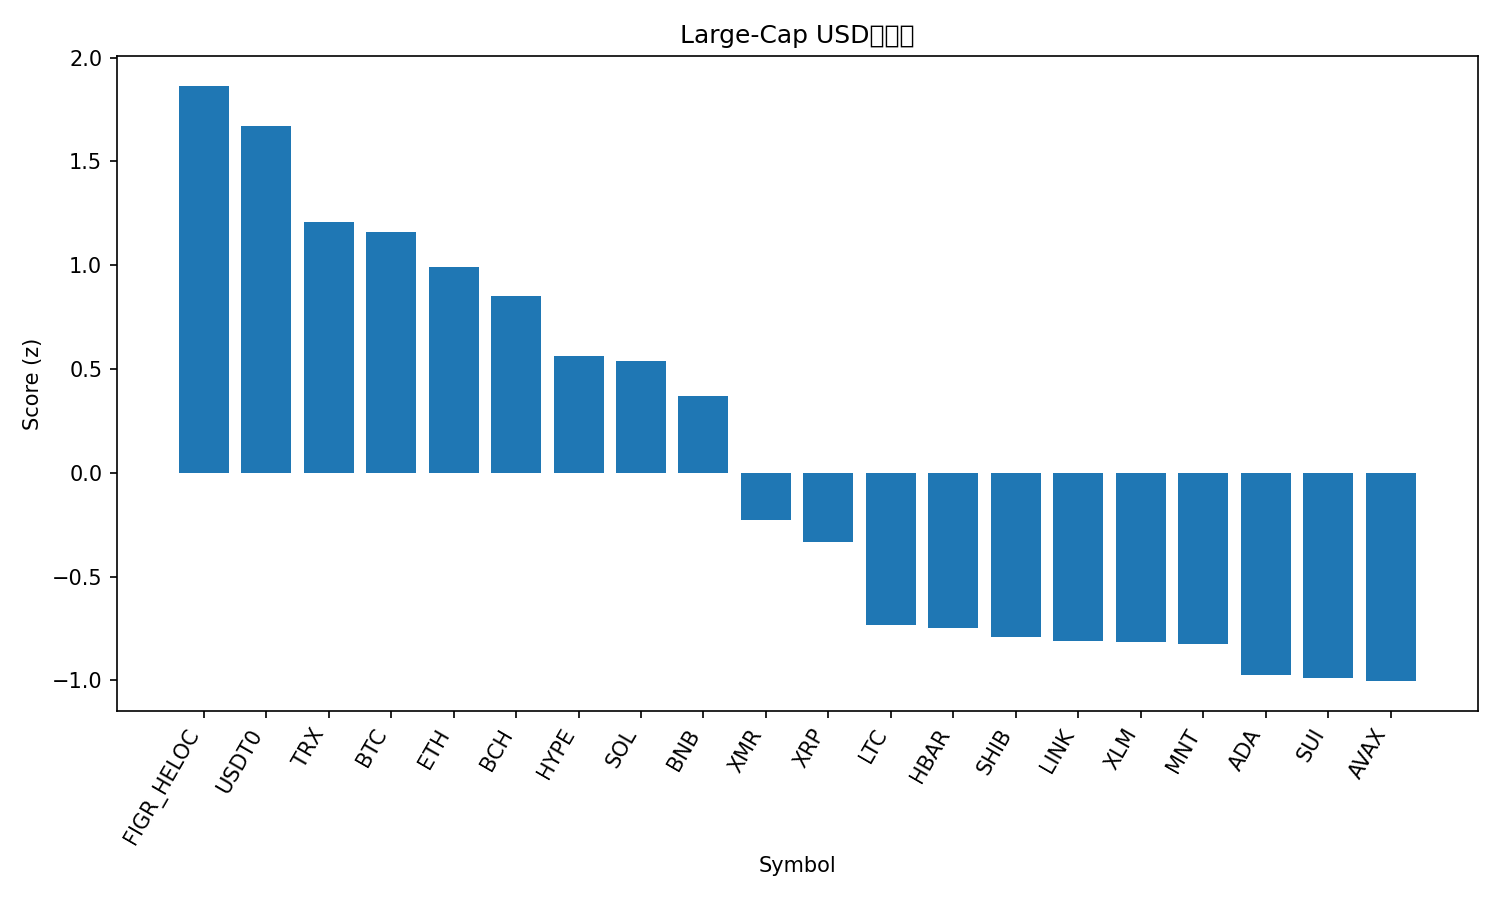 Large-Cap USD
2.0
1.5
1.0
0.5
0.0
−0.5
−1.0
Score (z)
FIGR_HELOC
USDT0
TRX
BTC
ETH
BCH
HYPE
SOL
BNB
XMR
XRP
LTC
HBAR
SHIB
LINK
XLM
MNT
ADA
SUI
AVAX
Symbol